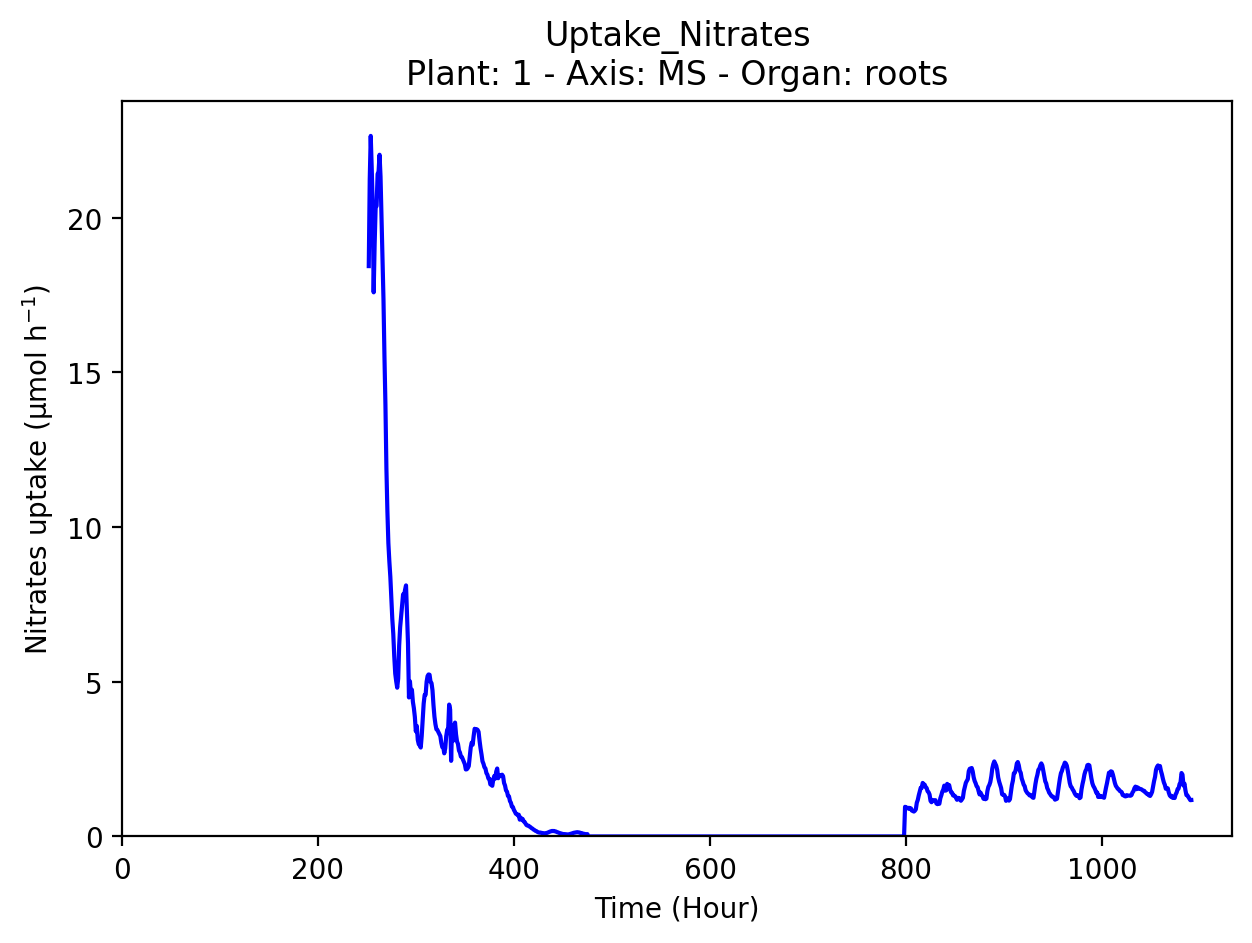 Uptake_Nitrates
Plant: 1 - Axis: MS - Organ: roots
Nitrates uptake (µmol h⁻¹)
20
15
10
5
0
0 200 400 600 800 1000
Time (Hour)